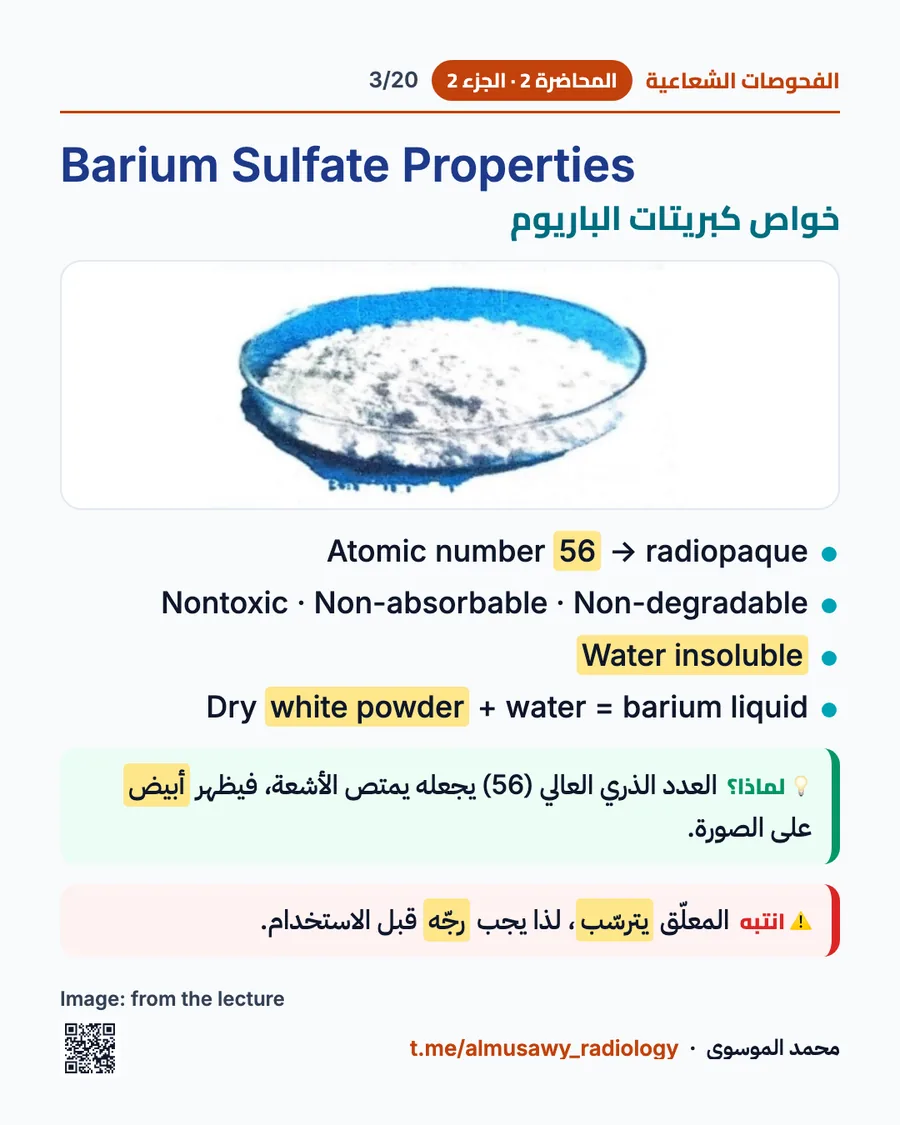 الفحوصات الشعاعية المحاضرة 2 · الجزء 2 3/20
Barium Sulfate Properties
خواص كبريتات الباريوم
Atomic number 56 → radiopaque
Nontoxic · Non-absorbable · Non-degradable
Water insoluble
Dry white powder + water = barium liquid
💡 لماذا؟ العدد الذري العالي (56) يجعله يمتص الأشعة، فيظهر أبيض
على الصورة.
⚠️ انتبه المعلّق يترسّب، لذا يجب رجّه قبل الاستخدام.
Image: from the lecture
محمد الموسوي · t.me/almusawy_radiology